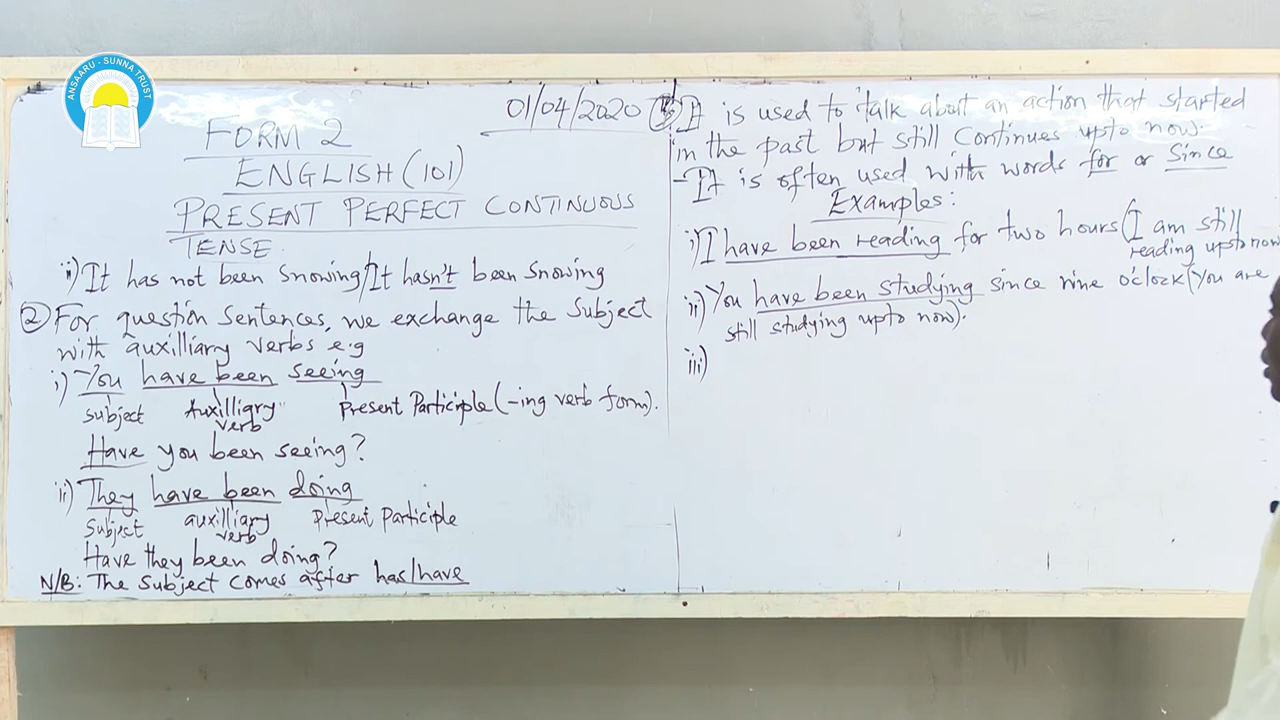 ANSAARU - SUNNA TRUST
01/04/2020
FORM 2
ENGLISH (101)
PRESENT PERFECT CONTINUOUS
TENSE.
ii) It has not been snowing/It hasn't been snowing
② For question sentences, we exchange the subject
with auxilliary verbs e.g
i) You have been seeing
subject Auxilliary verb Present Participle (-ing verb form).
Have you been seeing?
ii) They have been doing
Subject auxilliary verb Present Participle
Have they been doing?
N/B: The subject comes after has/have
③ It is used to talk about an action that started
in the past but still continues upto now.
- It is often used with words for or since
Examples:
i) I have been reading for two hours (I am still
reading upto now
ii) You have been studying since nine o'clock (You are
still studying upto now).
iii)